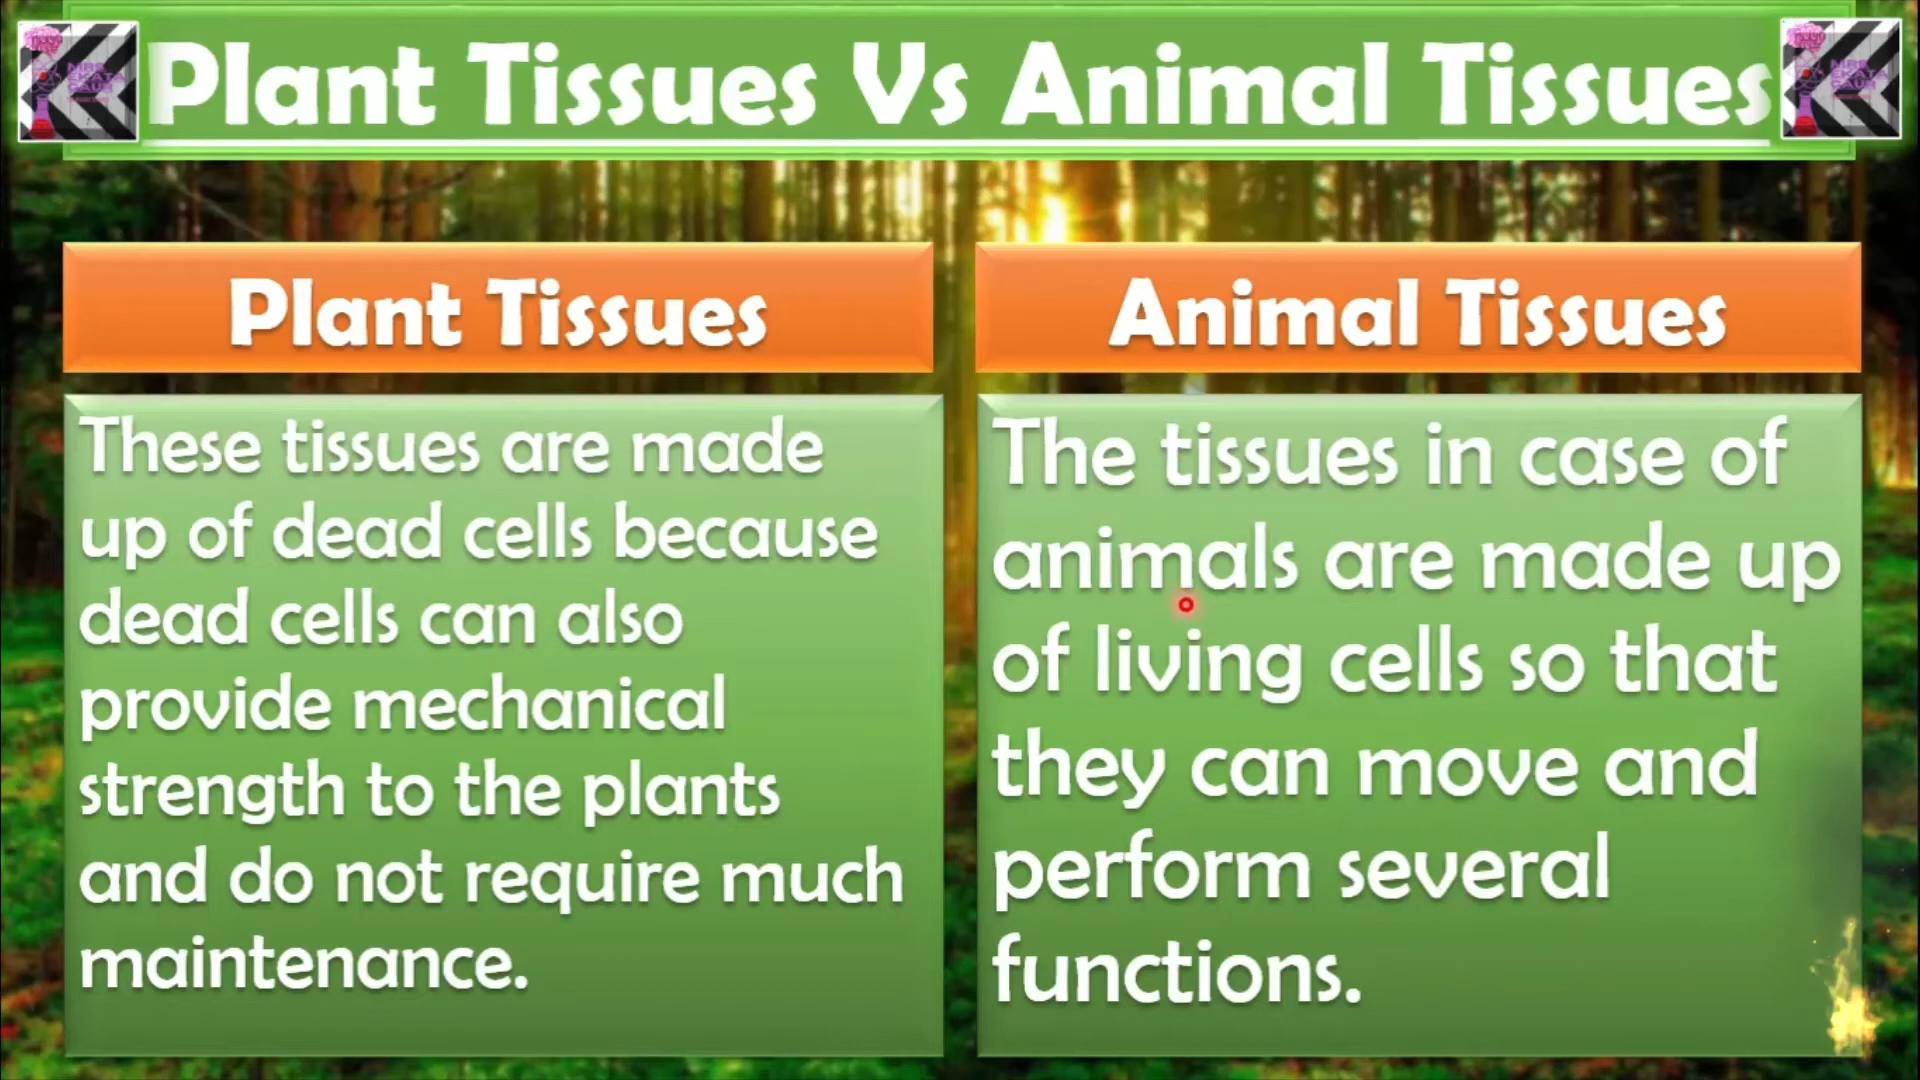 Plant Tissues Vs Animal Tissues
Plant Tissues
These tissues are made
up of dead cells because
dead cells can also
provide mechanical
strength to the plants
and do not require much
maintenance.
Animal Tissues
The tissues in case of
animals are made up
of living cells so that
they can move and
perform several
functions.